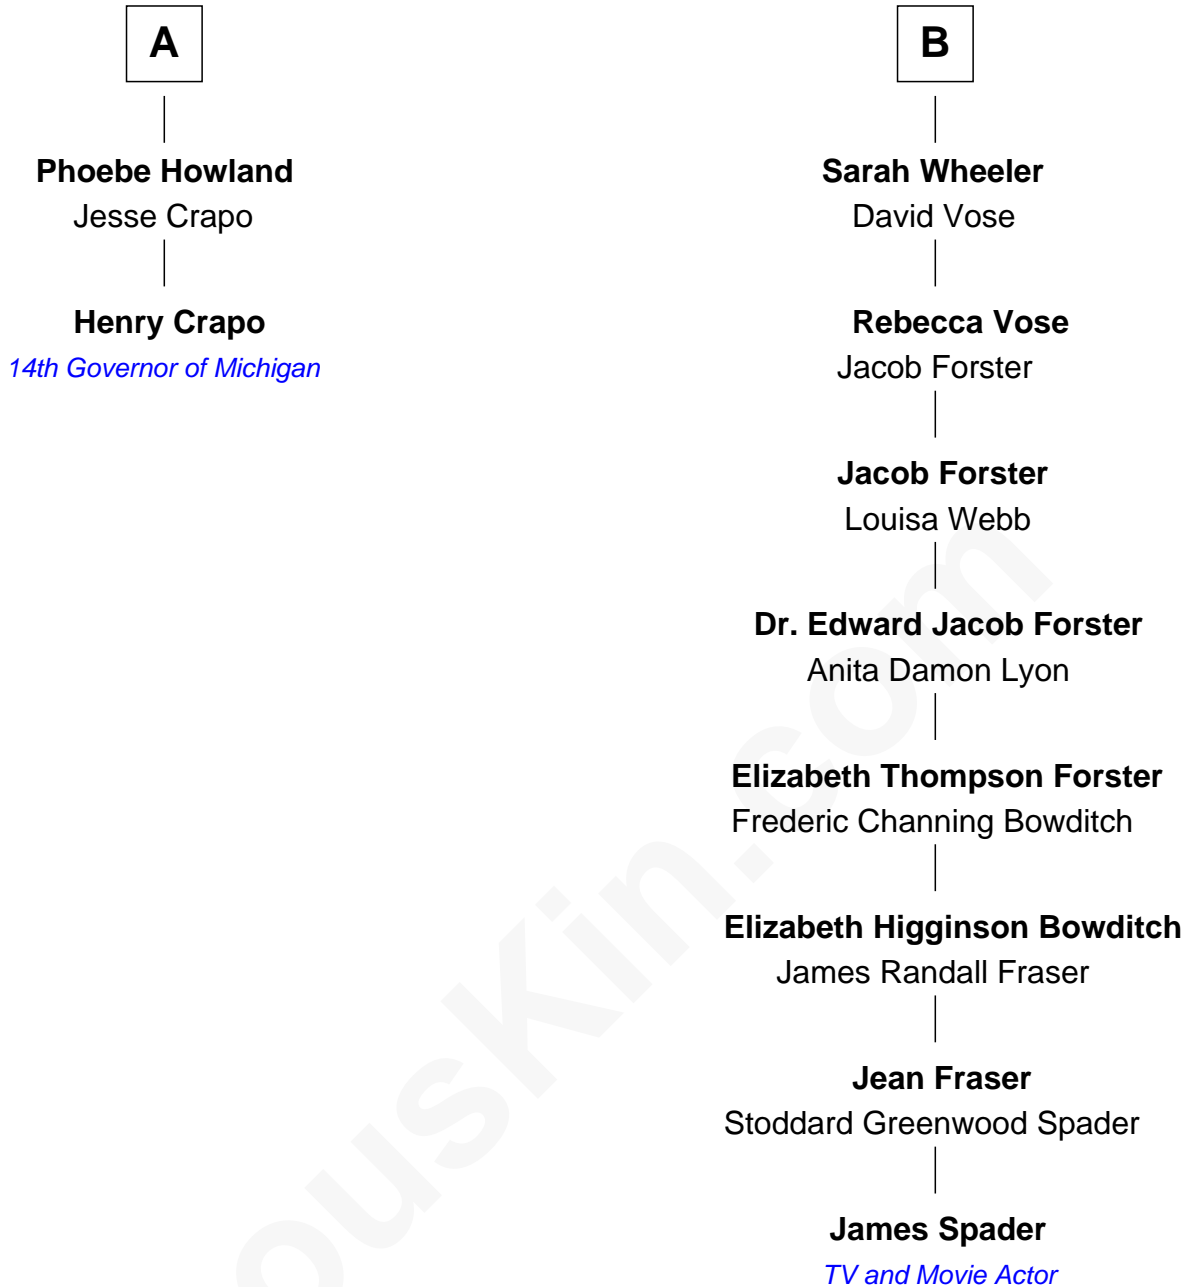 A
Phoebe Howland
Jesse Crapo
Henry Crapo
14th Governor of Michigan
B
Sarah Wheeler
David Vose
Rebecca Vose
Jacob Forster
Jacob Forster
Louisa Webb
Dr. Edward Jacob Forster
Anita Damon Lyon
Elizabeth Thompson Forster
Frederic Channing Bowditch
Elizabeth Higginson Bowditch
James Randall Fraser
Jean Fraser
Stoddard Greenwood Spader
James Spader
TV and Movie Actor
ousKin.com